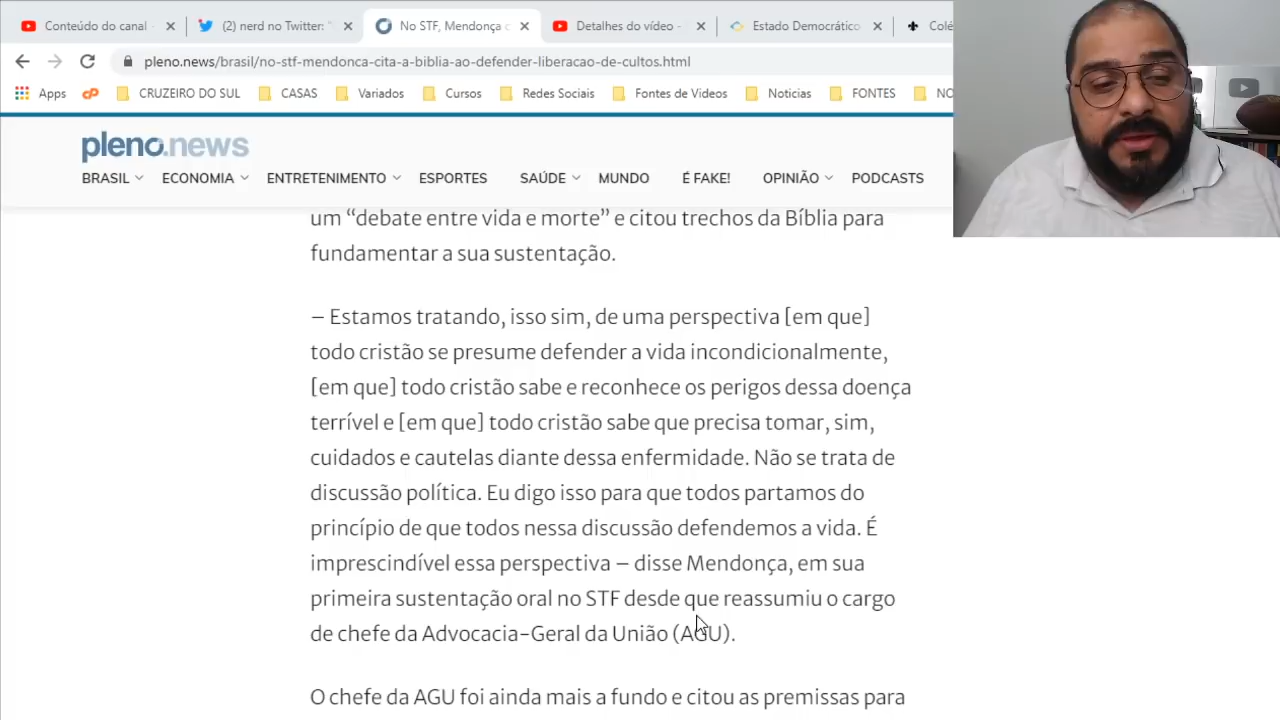 Conteúdo do canal -
(2) nerd no Twitter: "
No STF, Mendonça c
Detalhes do vídeo -
Estado Democrático
Colé
pleno.news/brasil/no-stf-mendonca-cita-a-biblia-ao-defender-liberacao-de-cultos.html
Apps
CRUZEIRO DO SUL
CASAS
Variados
Cursos
Redes Sociais
Fontes de Videos
Noticias
FONTES
NO
pleno.news
BRASIL
ECONOMIA
ENTRETENIMENTO
ESPORTES
SAÚDE
MUNDO
É FAKE!
OPINIÃO
PODCASTS
um “debate entre vida e morte” e citou trechos da Bíblia para
fundamentar a sua sustentação.
– Estamos tratando, isso sim, de uma perspectiva [em que]
todo cristão se presume defender a vida incondicionalmente,
[em que] todo cristão sabe e reconhece os perigos dessa doença
terrível e [em que] todo cristão sabe que precisa tomar, sim,
cuidados e cautelas diante dessa enfermidade. Não se trata de
discussão política. Eu digo isso para que todos partamos do
princípio de que todos nessa discussão defendemos a vida. É
imprescindível essa perspectiva – disse Mendonça, em sua
primeira sustentação oral no STF desde que reassumiu o cargo
de chefe da Advocacia-Geral da União (AGU).
O chefe da AGU foi ainda mais a fundo e citou as premissas para